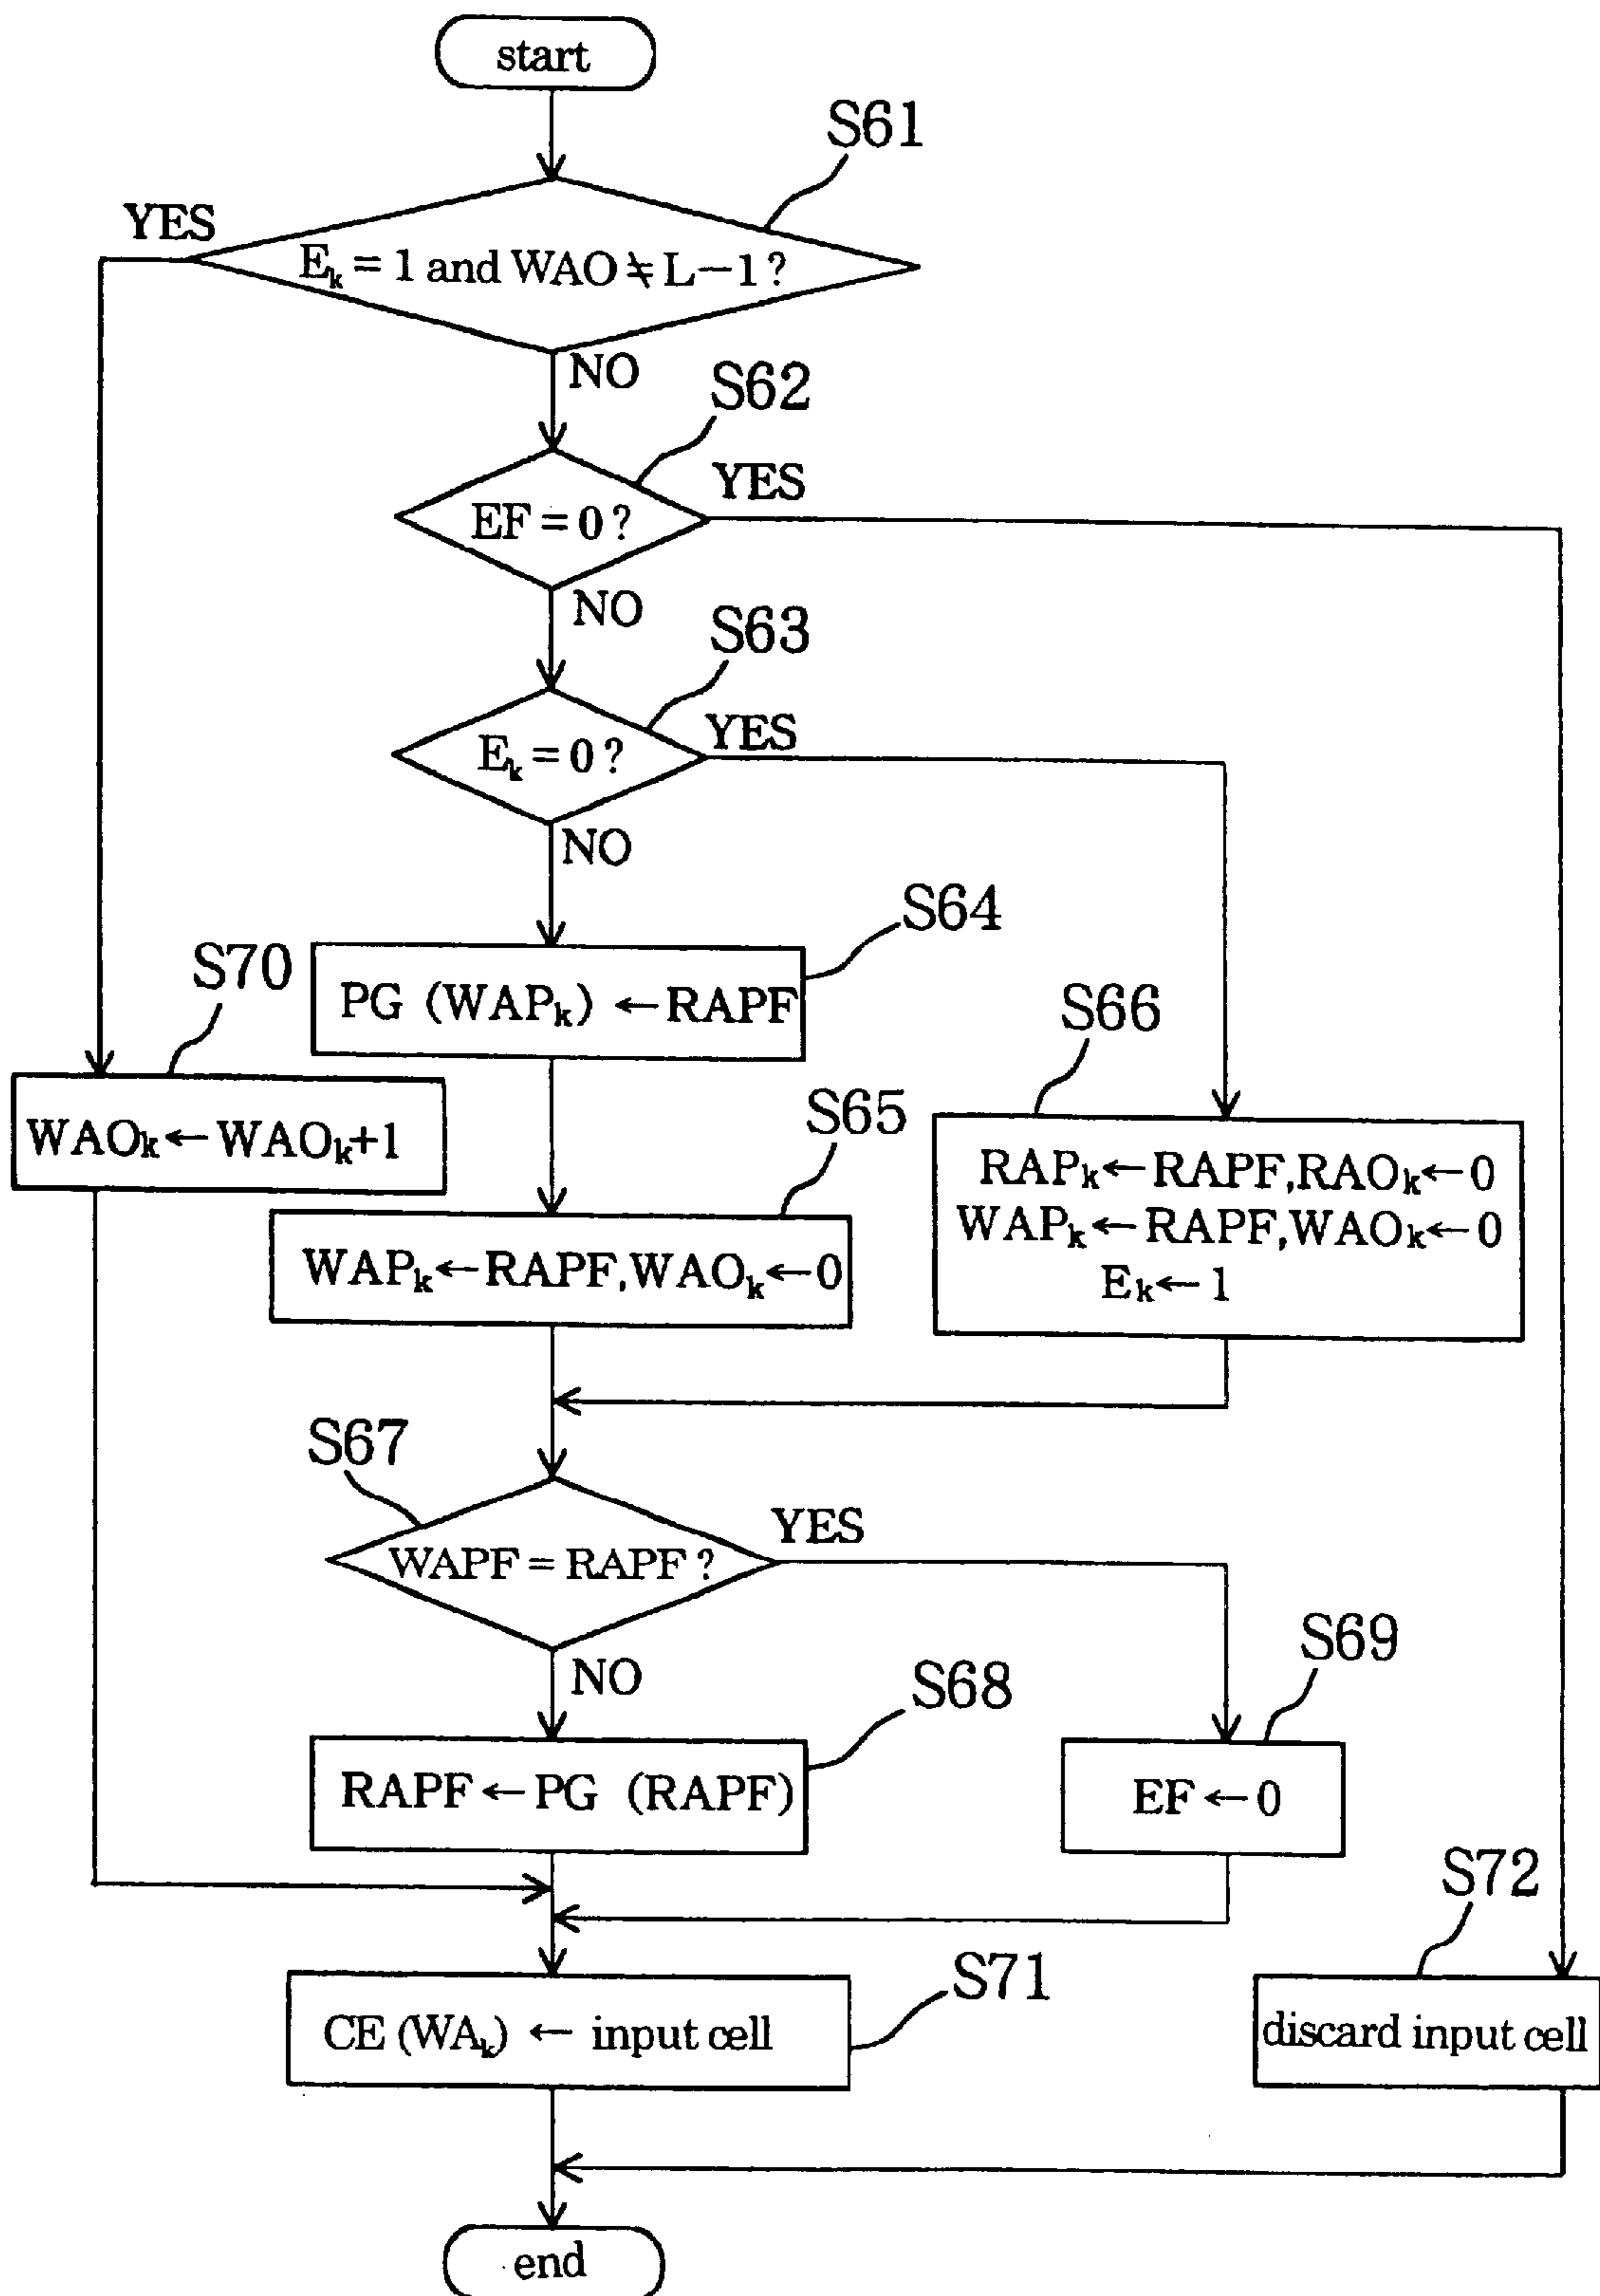 start
S61
YES
Eₖ = 1 and WAO ≒ L−1 ?
NO
S62
YES
EF = 0 ?
NO
S63
YES
Eₖ = 0 ?
NO
S64
PG (WAPₖ) ← RAPF
S70
WAOₖ ← WAOₖ+1
S66
RAPₖ ← RAPF, RAOₖ ← 0
WAPₖ ← RAPF, WAOₖ ← 0
Eₖ ← 1
S65
WAPₖ ← RAPF, WAOₖ ← 0
S67
YES
WAPF = RAPF ?
NO
S69
S68
RAPF ← PG (RAPF)
EF ← 0
S72
S71
CE (WAₖ) ← input cell
discard input cell
end